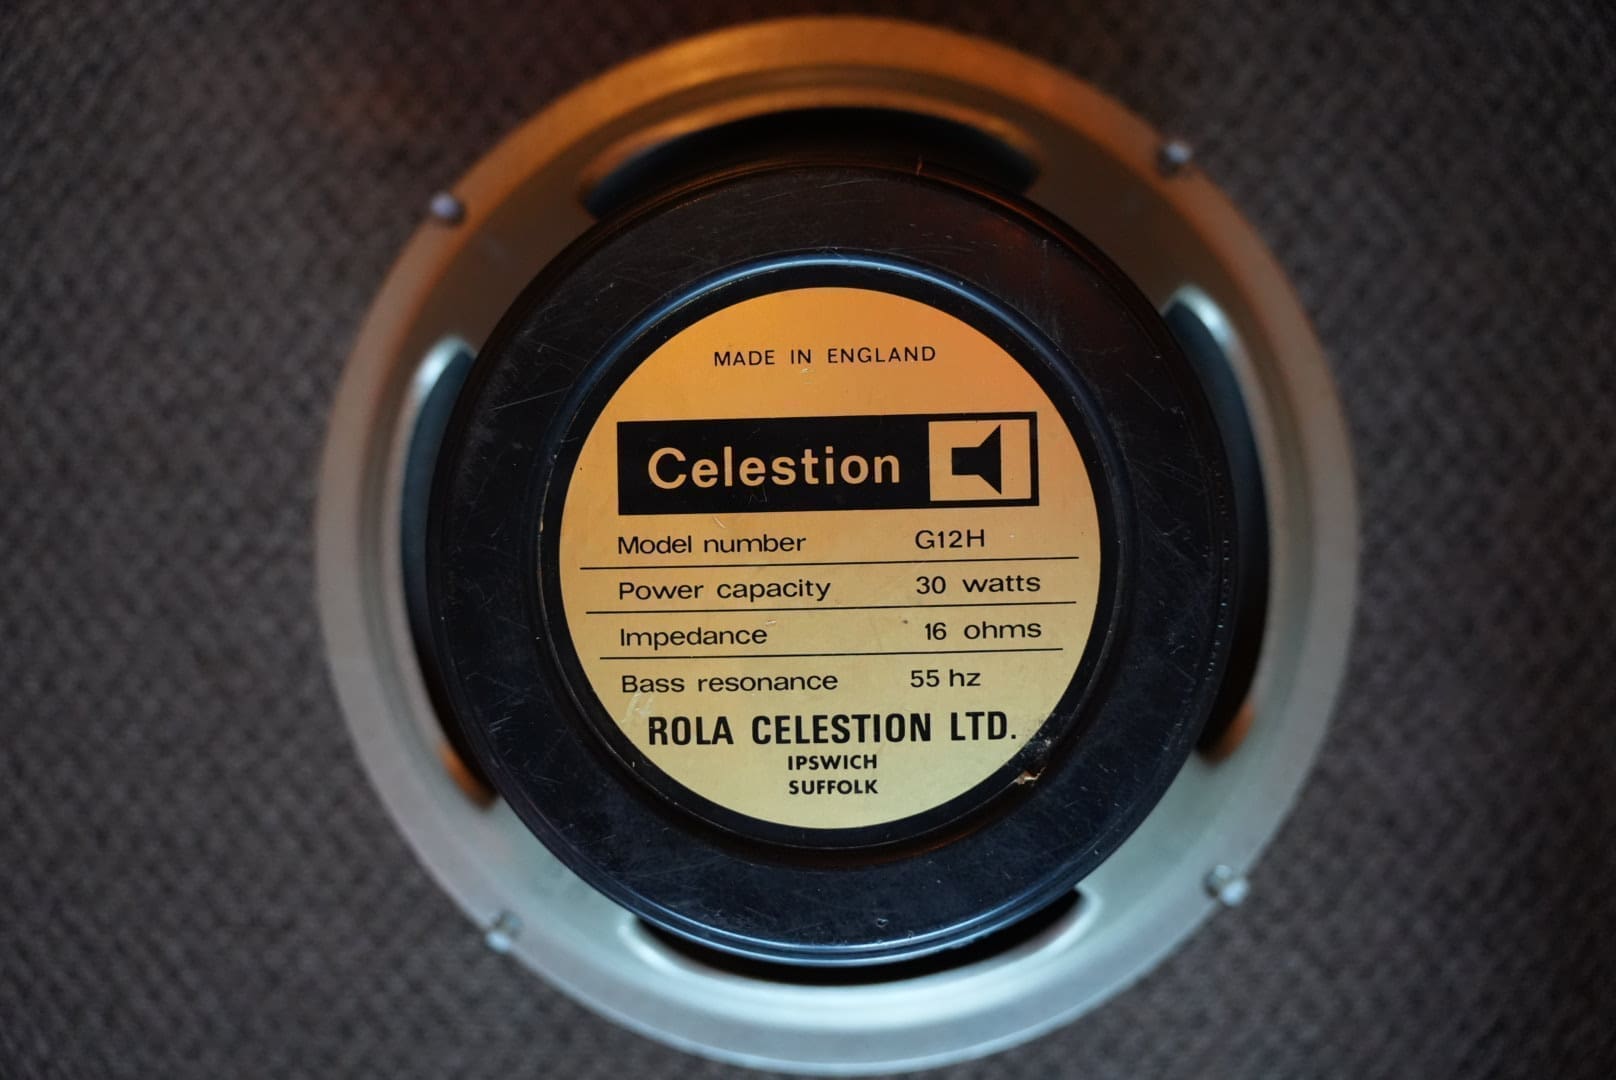 MADE IN ENGLAND
Celestion
Model number G12H
Power capacity 30 watts
Impedance 16 ohms
Bass resonance 55 hz
ROLA CELESTION LTD.
IPSWICH
SUFFOLK